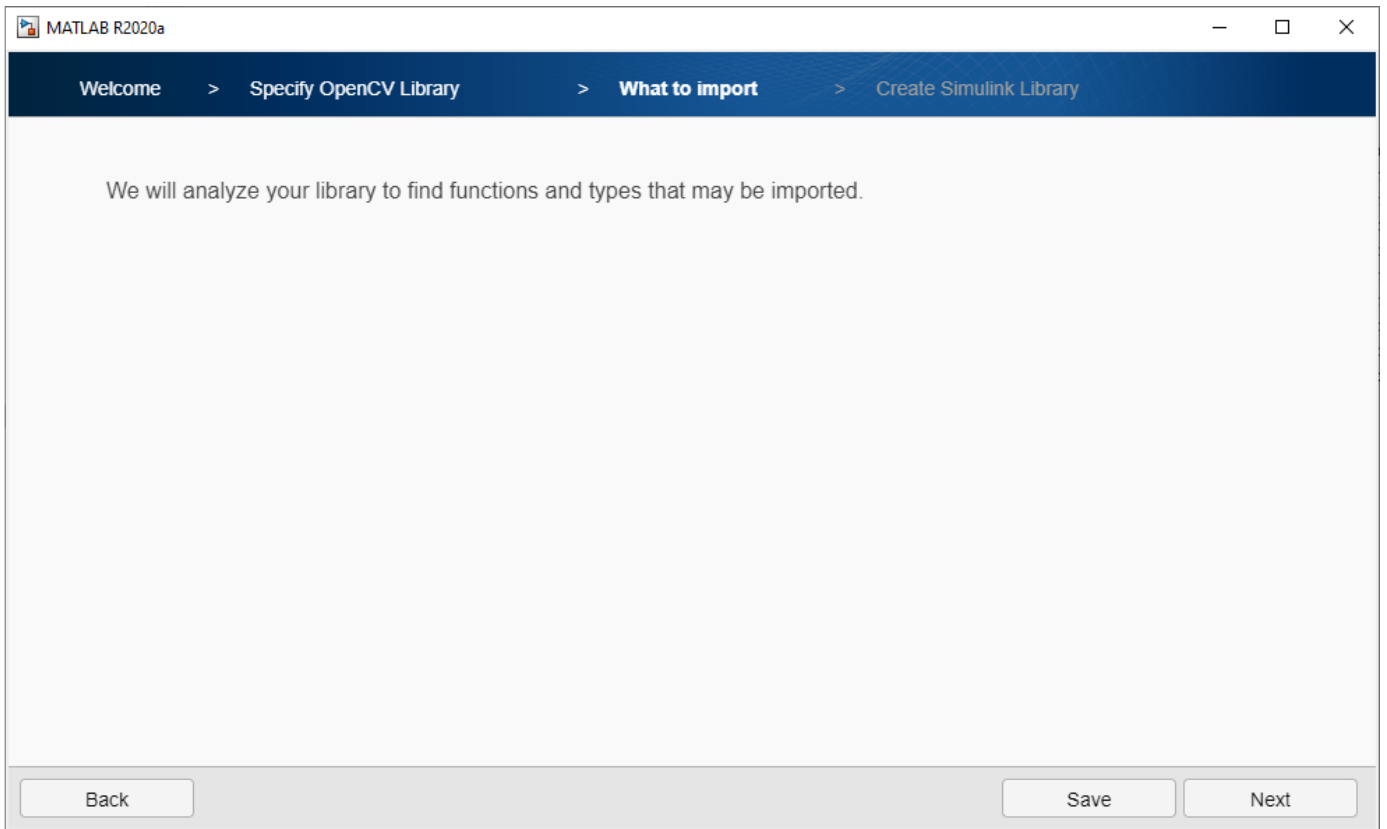 MATLAB R2020a
Welcome > Specify OpenCV Library > What to import > Create Simulink Library
We will analyze your library to find functions and types that may be imported.
Back Save Next